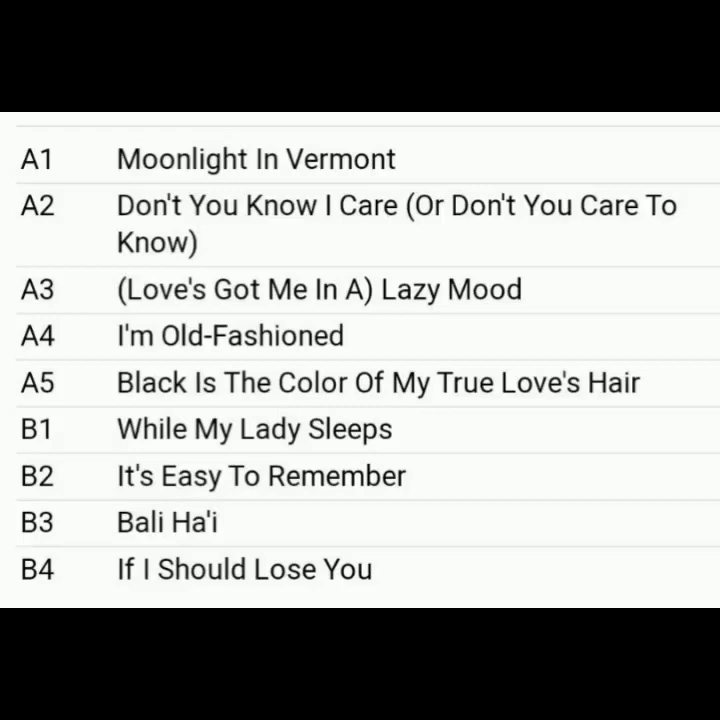 A1 Moonlight In Vermont
A2 Don't You Know I Care (Or Don't You Care To
Know)
A3 (Love's Got Me In A) Lazy Mood
A4 I'm Old-Fashioned
A5 Black Is The Color Of My True Love's Hair
B1 While My Lady Sleeps
B2 It's Easy To Remember
B3 Bali Ha'i
B4 If I Should Lose You